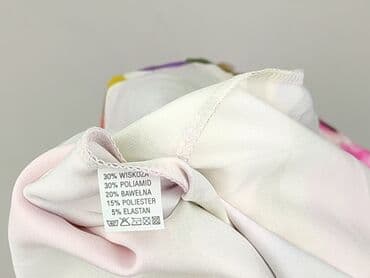 30% WISKOZA
30% POLIAMID
20% BAWEŁNA
15% POLIESTER
5% ELASTAN